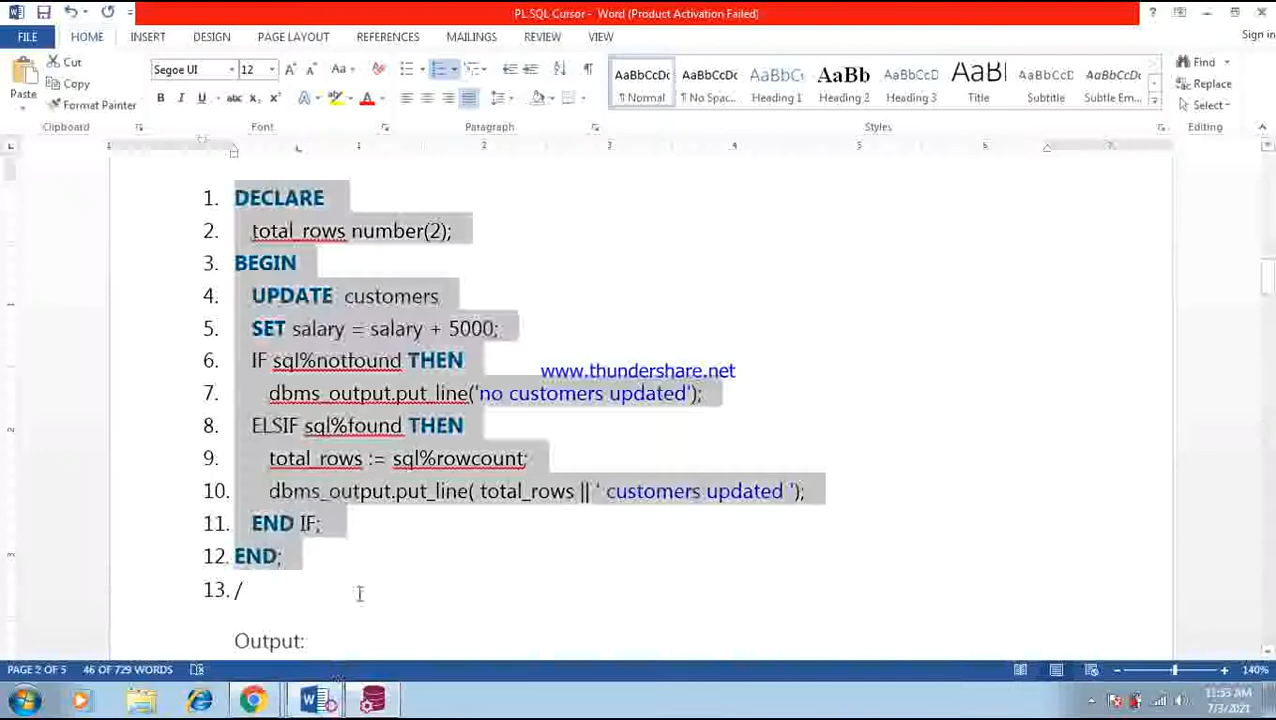 PL SQL Cursor - Word (Product Activation Failed)
FILE HOME INSERT DESIGN PAGE LAYOUT REFERENCES MAILINGS REVIEW VIEW Sign in
Paste Cut Copy Format Painter
Segoe UI 12
AaBbCcDc AaBbCcDc AaBbC AaBb AaBbCcDc AaB AaBbCcDc AaBbCcDc
¶ Normal ¶ No Spac... Heading 1 Heading 2 Heading 3 Title Subtitle Subtle Em...
Find Replace Select
Clipboard Font Paragraph Styles Editing
1. DECLARE
2. total_rows number(2);
3. BEGIN
4. UPDATE customers
5. SET salary = salary + 5000;
6. IF sql%notfound THEN
www.thundershare.net
7. dbms_output.put_line('no customers updated');
8. ELSIF sql%found THEN
9. total_rows := sql%rowcount;
10. dbms_output.put_line( total_rows || ' customers updated ');
11. END IF;
12. END;
13. /
Output:
PAGE 2 OF 5 46 OF 729 WORDS 140%
11:53 AM
7/3/2021